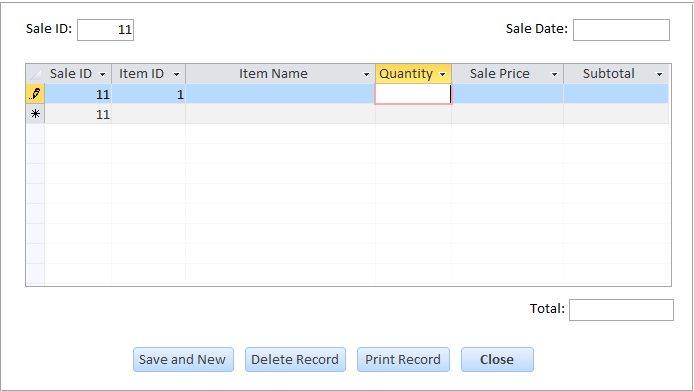 Sale ID: 11 Sale Date:
Sale ID Item ID Item Name Quantity Sale Price Subtotal
11 1
11
Total:
Save and New Delete Record Print Record Close